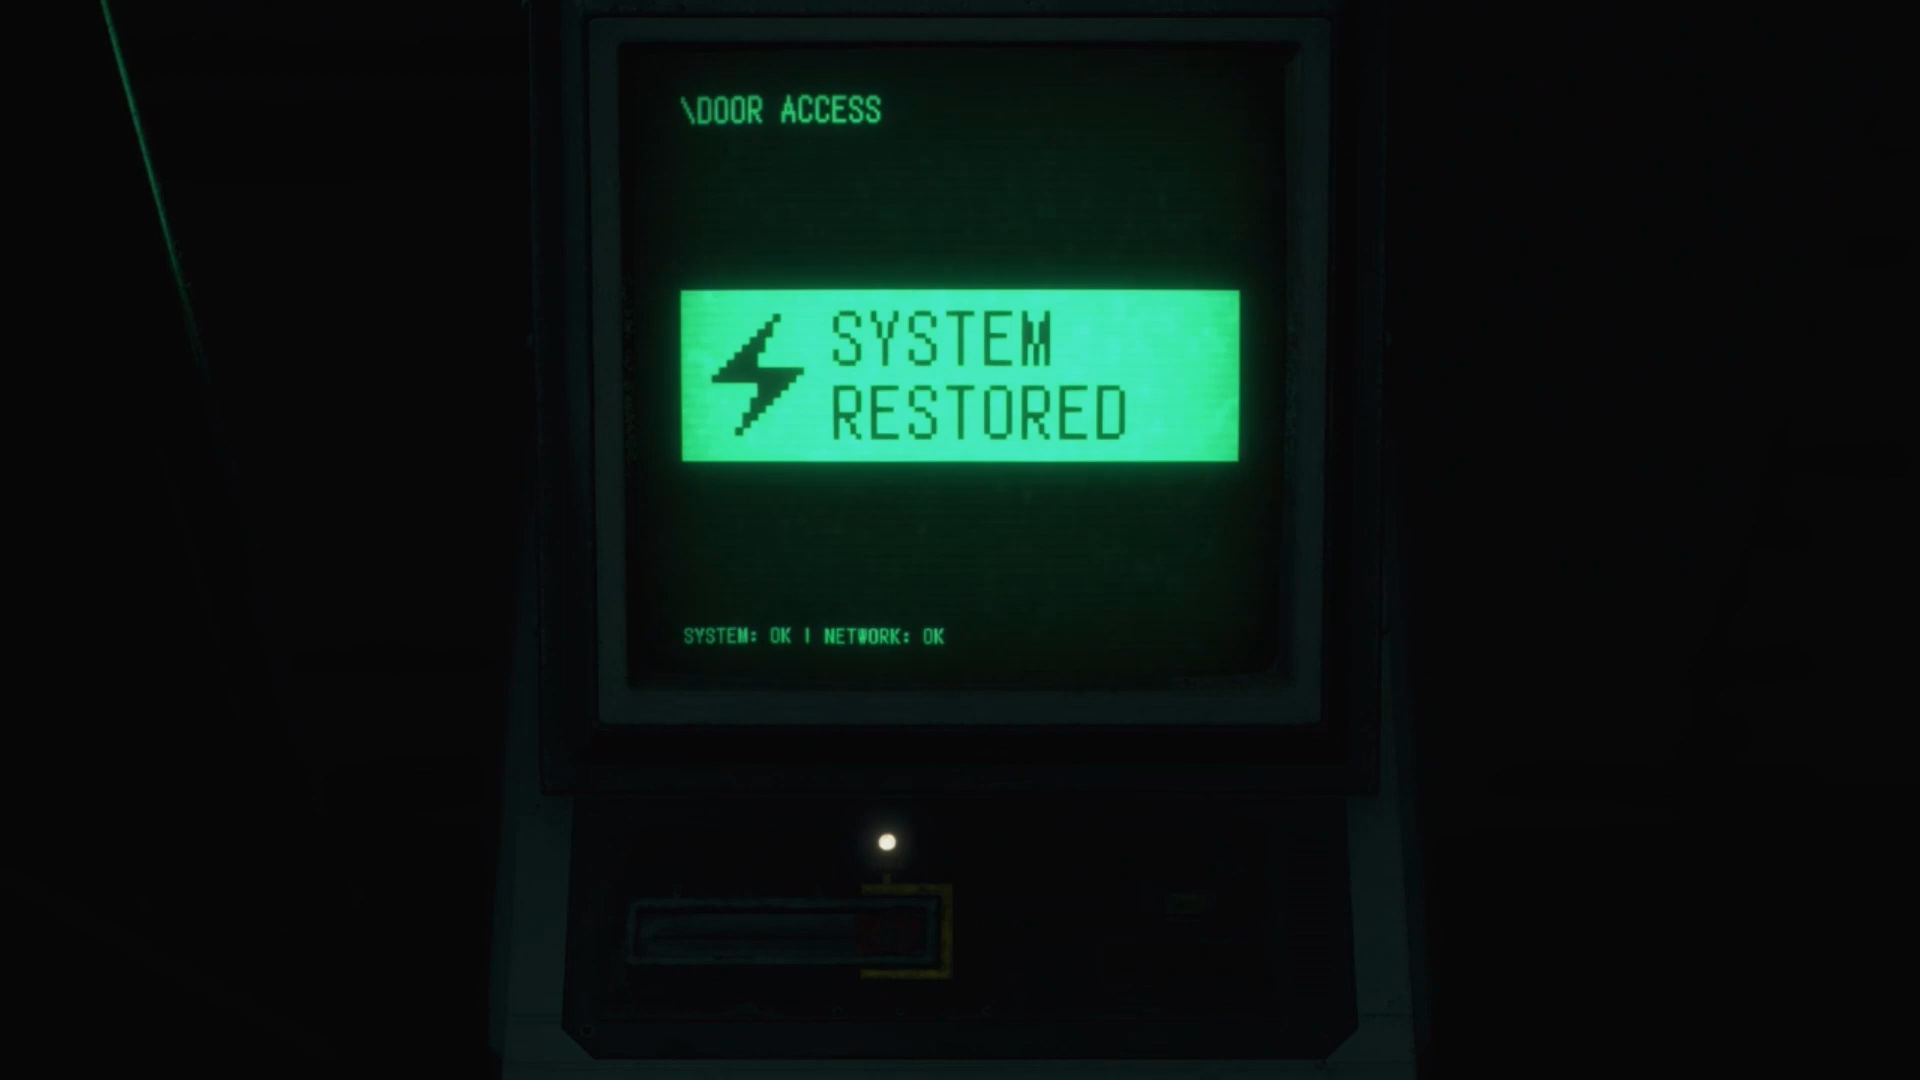 \DOOR ACCESS
SYSTEM
RESTORED
SYSTEM: OK | NETWORK: OK